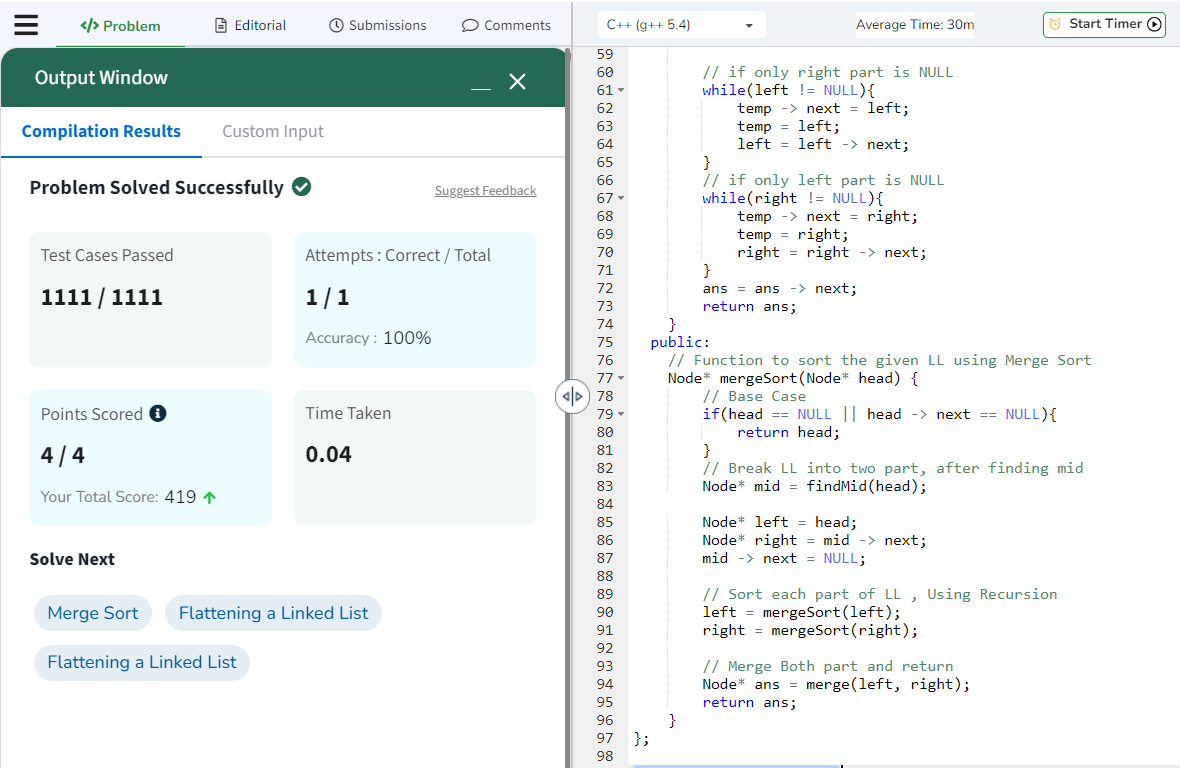 </> Problem
Editorial
Submissions
Comments
C++ (g++ 5.4)
Average Time: 30m
Start Timer
Output Window
Compilation Results
Custom Input
Problem Solved Successfully
Suggest Feedback
Test Cases Passed
1111 / 1111
Attempts : Correct / Total
1 / 1
Accuracy : 100%
Points Scored
4 / 4
Your Total Score: 419
Time Taken
0.04
Solve Next
Merge Sort
Flattening a Linked List
Flattening a Linked List
59
60 // if only right part is NULL
61 while(left != NULL){
62 temp -> next = left;
63 temp = left;
64 left = left -> next;
65 }
66 // if only left part is NULL
67 while(right != NULL){
68 temp -> next = right;
69 temp = right;
70 right = right -> next;
71 }
72 ans = ans -> next;
73 return ans;
74 }
75 public:
76 // Function to sort the given LL using Merge Sort
77 Node* mergeSort(Node* head) {
78 // Base Case
79 if(head == NULL || head -> next == NULL){
80 return head;
81 }
82 // Break LL into two part, after finding mid
83 Node* mid = findMid(head);
84
85 Node* left = head;
86 Node* right = mid -> next;
87 mid -> next = NULL;
88
89 // Sort each part of LL , Using Recursion
90 left = mergeSort(left);
91 right = mergeSort(right);
92
93 // Merge Both part and return
94 Node* ans = merge(left, right);
95 return ans;
96 }
97 };
98